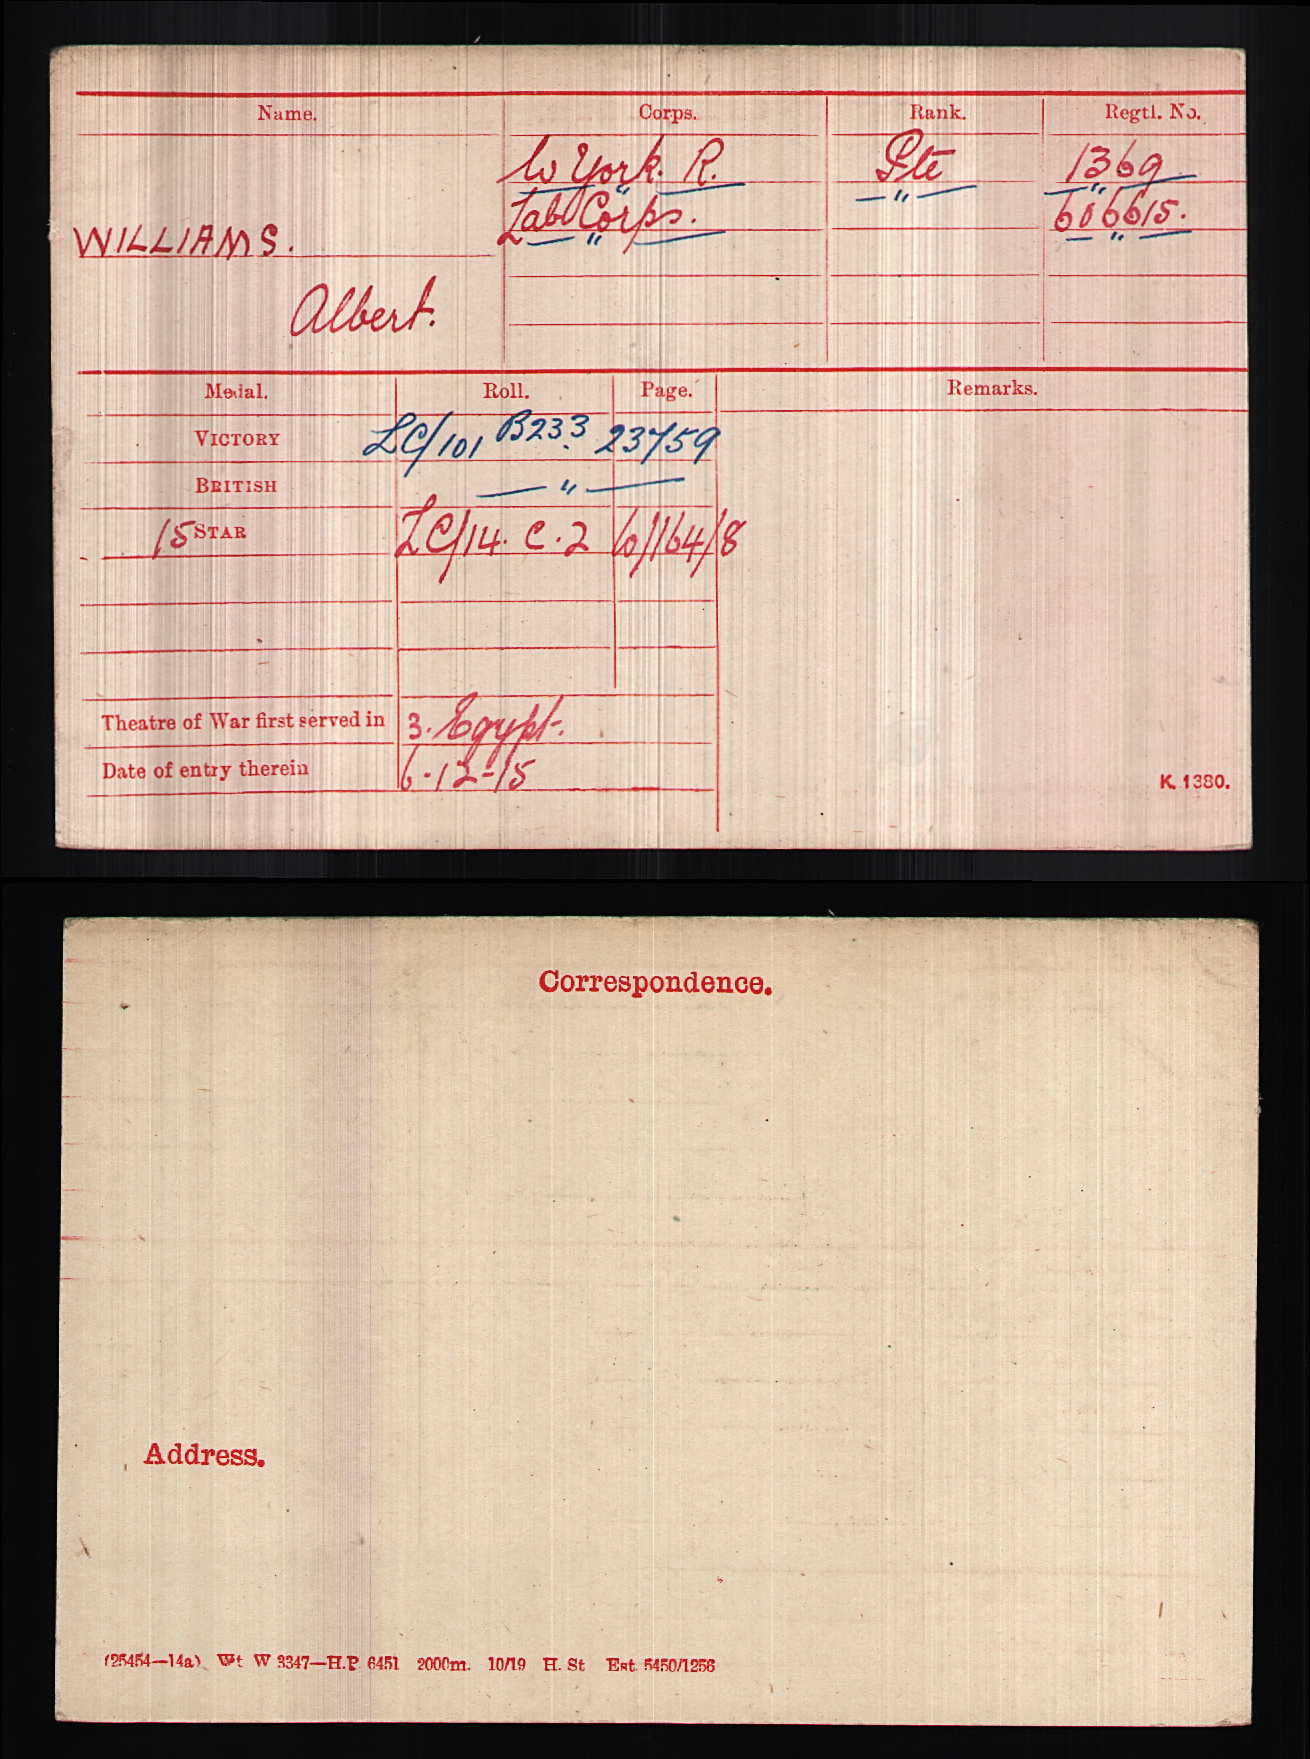 Name. Corps. Rank. Regtl. No.
W York. R. Pte 1369
— " — — " — — " —
WILLIAMS. Lab Corps. 606615.
— " — — " —
Albert.
Medal. Roll. Page. Remarks.
VICTORY LC/101 B233 23759
BRITISH — " —
15 STAR LC/14. C.2 6/164/8
Theatre of War first served in 3. Egypt.
Date of entry therein 6-12-15
K. 1380.
Correspondence.
Address.
(25454—14a) Wt W 3347—H.P. 6451 2000m. 10/19 H. St Est. 5450/1256